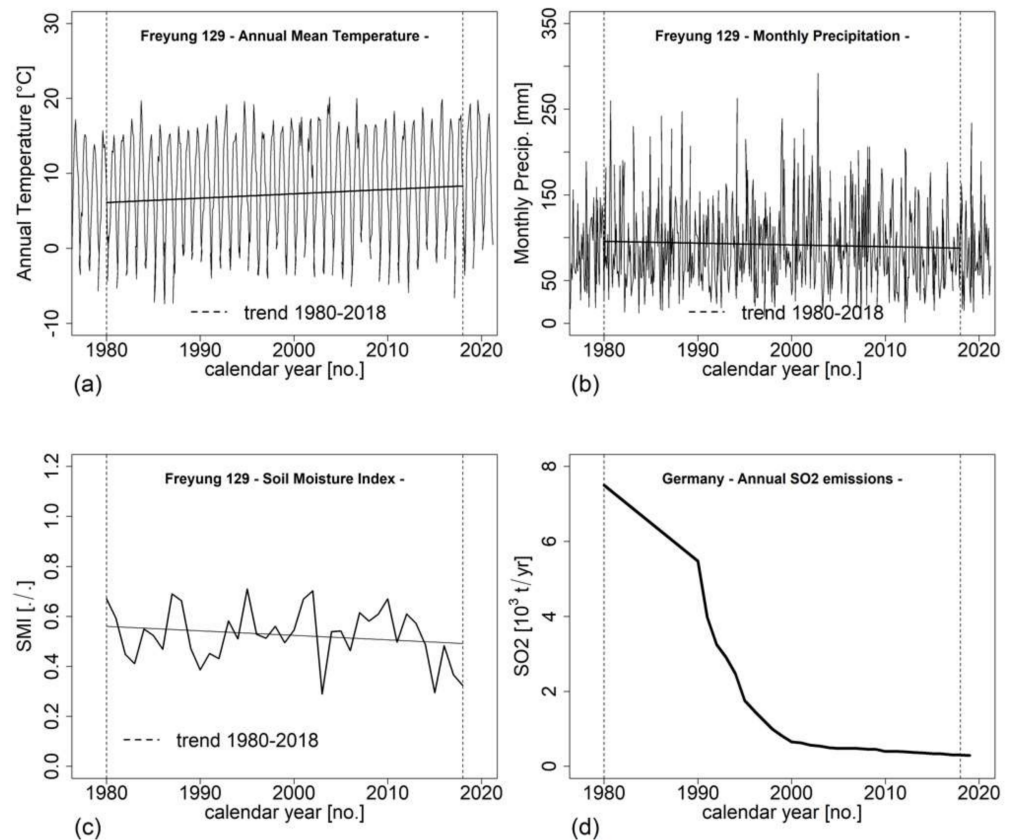 Freyung 129 - Annual Mean Temperature -
Annual Temperature [°C]
30
20
10
0
-10
trend 1980-2018
1980 1990 2000 2010 2020
calendar year [no.]
(a)
Freyung 129 - Monthly Precipitation -
Monthly Precip. [mm]
350
250
150
50
0
trend 1980-2018
1980 1990 2000 2010 2020
calendar year [no.]
(b)
Freyung 129 - Soil Moisture Index -
SMI [./.]
1.2
1.0
0.8
0.6
0.4
0.2
0.0
trend 1980-2018
1980 1990 2000 2010 2020
calendar year [no.]
(c)
Germany - Annual SO2 emissions -
SO2 [10³ t/yr]
8
6
4
2
0
1980 1990 2000 2010 2020
calendar year [no.]
(d)